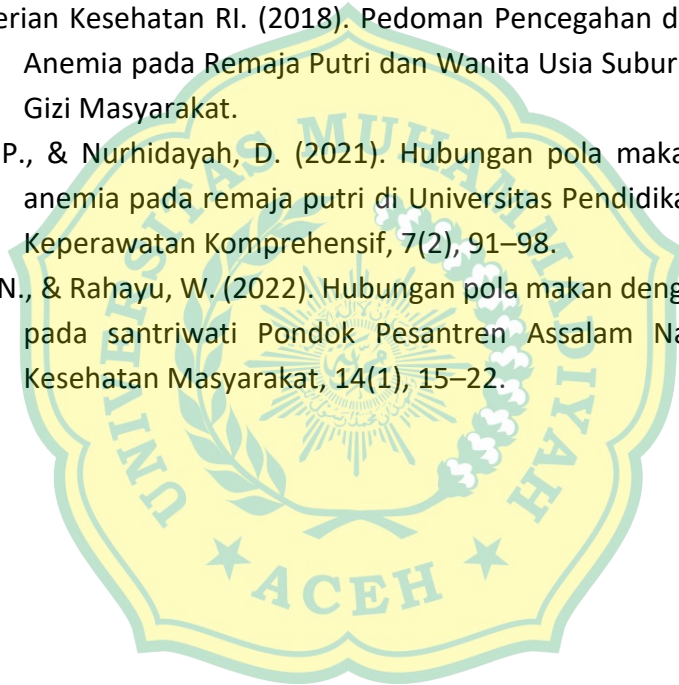 erian Kesehatan RI. (2018). Pedoman Pencegahan d
Anemia pada Remaja Putri dan Wanita Usia Subur
Gizi Masyarakat.
P., & Nurhidayah, D. (2021). Hubungan pola maka
anemia pada remaja putri di Universitas Pendidika
Keperawatan Komprehensif, 7(2), 91–98.
N., & Rahayu, W. (2022). Hubungan pola makan deng
pada santriwati Pondok Pesantren Assalam Na
Kesehatan Masyarakat, 14(1), 15–22.
UNIVERSITAS MUHAMMADIYAH
ACEH